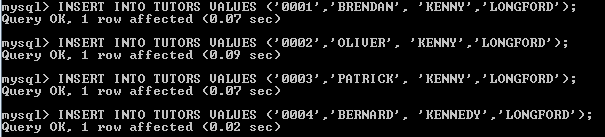 mysql> INSERT INTO TUTORS VALUES ('0001','BRENDAN', 'KENNY','LONGFORD');
Query OK, 1 row affected (0.07 sec)
mysql> INSERT INTO TUTORS VALUES ('0002','OLIVER', 'KENNY','LONGFORD');
Query OK, 1 row affected (0.09 sec)
mysql> INSERT INTO TUTORS VALUES ('0003','PATRICK', 'KENNY','LONGFORD');
Query OK, 1 row affected (0.07 sec)
mysql> INSERT INTO TUTORS VALUES ('0004','BERNARD', 'KENNEDY','LONGFORD');
Query OK, 1 row affected (0.02 sec)